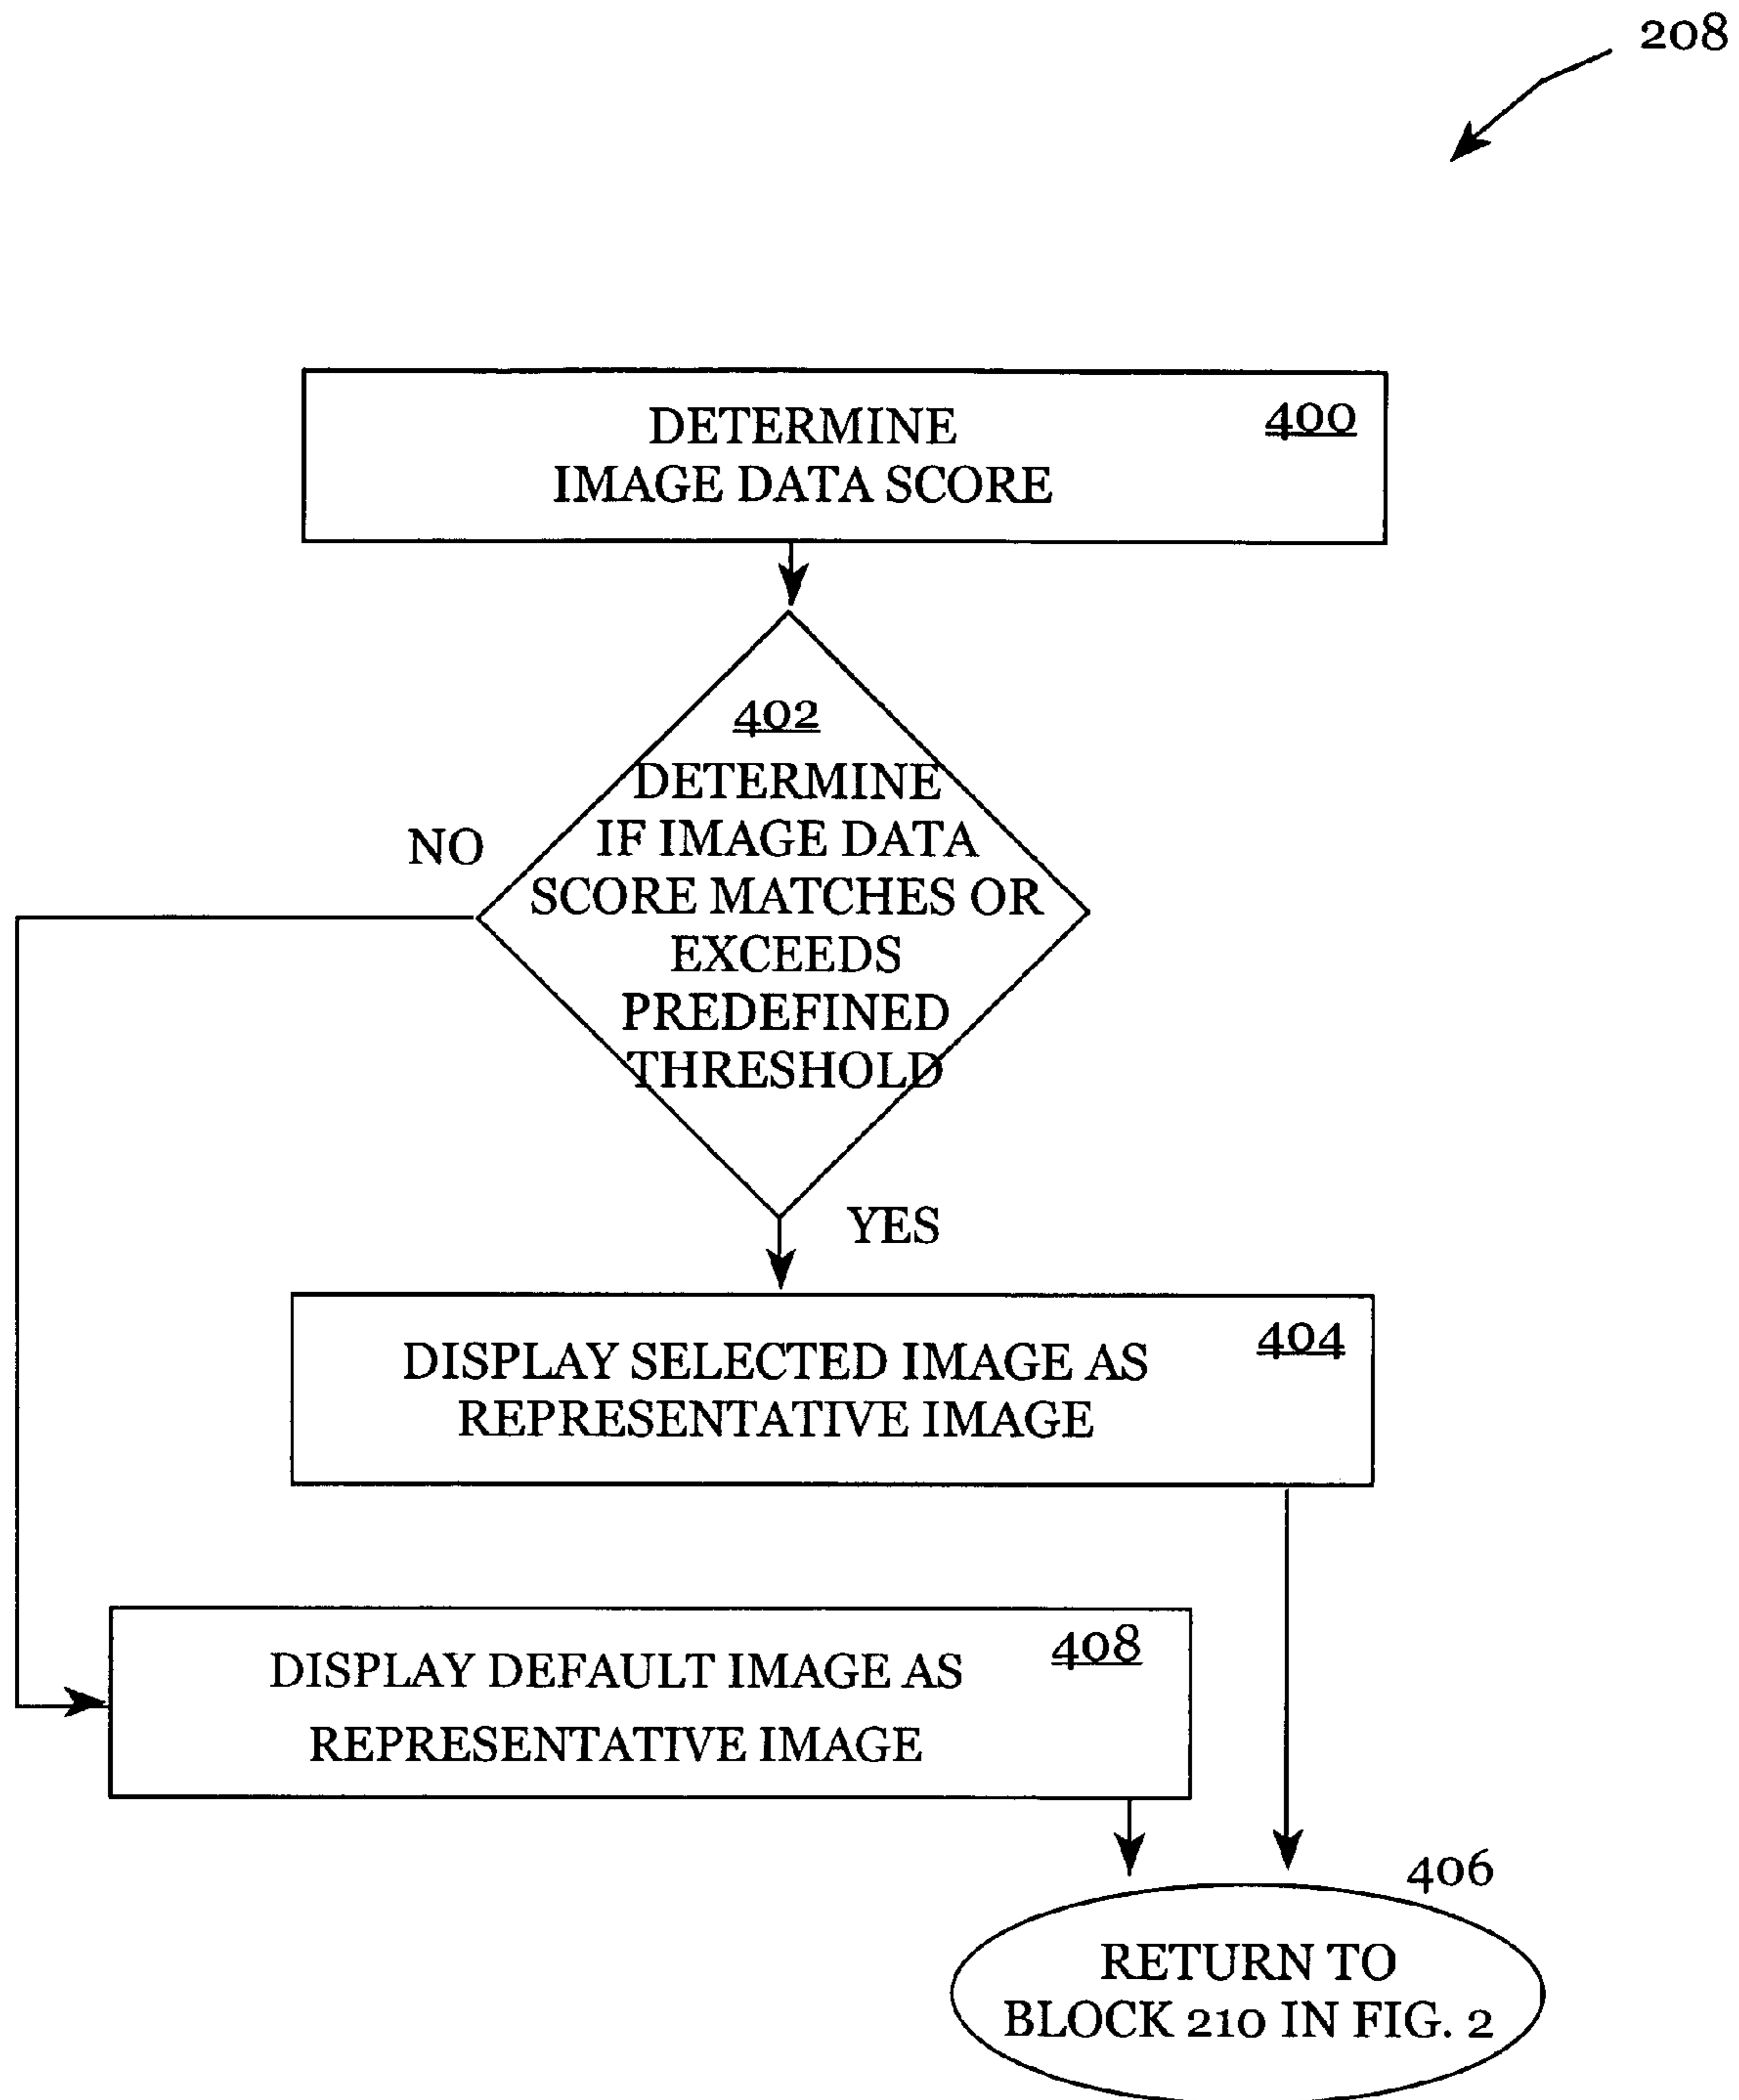 208
DETERMINE
400
IMAGE DATA SCORE
402
DETERMINE
IF IMAGE DATA
SCORE MATCHES OR
EXCEEDS
PREDEFINED
THRESHOLD
NO
YES
DISPLAY SELECTED IMAGE AS
404
REPRESENTATIVE IMAGE
DISPLAY DEFAULT IMAGE AS
408
REPRESENTATIVE IMAGE
406
RETURN TO
BLOCK 210 IN FIG. 2